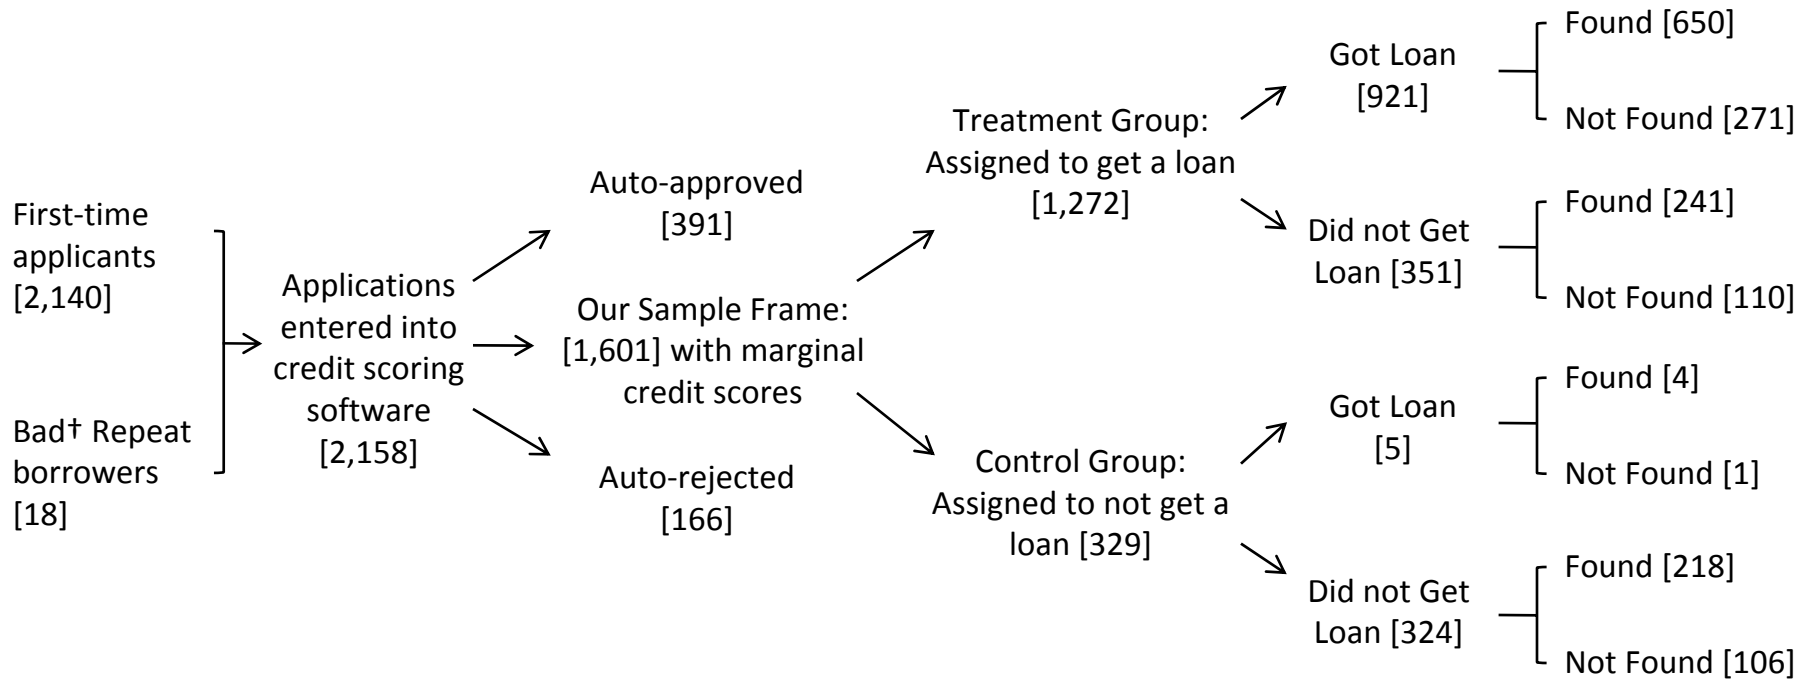 First-time
applicants
[2,140]
Bad† Repeat
borrowers
[18]
Applications
entered into
credit scoring
software
[2,158]
Auto-approved
[391]
Our Sample Frame:
[1,601] with marginal
credit scores
Auto-rejected
[166]
Treatment Group:
Assigned to get a loan
[1,272]
Control Group:
Assigned to not get a
loan [329]
Got Loan
[921]
Did not Get
Loan [351]
Got Loan
[5]
Did not Get
Loan [324]
Found [650]
Not Found [271]
Found [241]
Not Found [110]
Found [4]
Not Found [1]
Found [218]
Not Found [106]